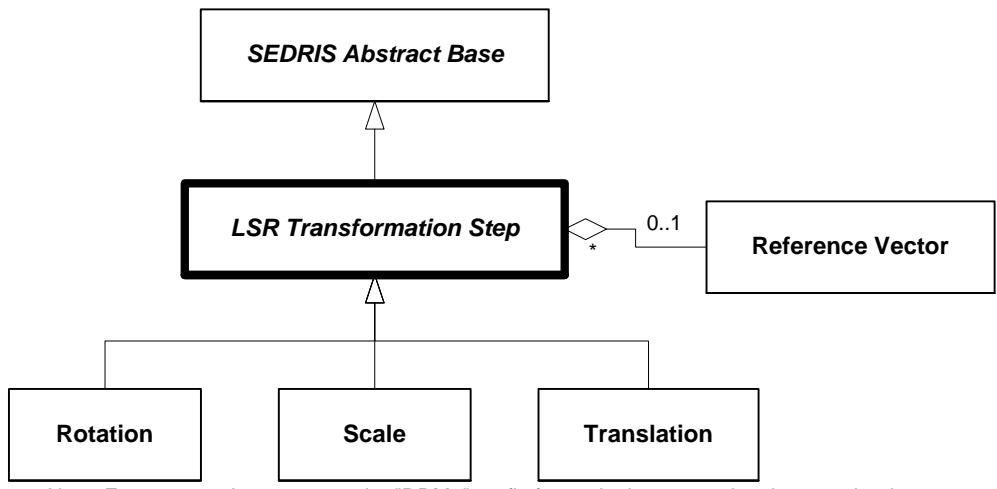 SEDRIS Abstract Base
LSR Transformation Step
0..1
*
Reference Vector
Rotation
Scale
Translation